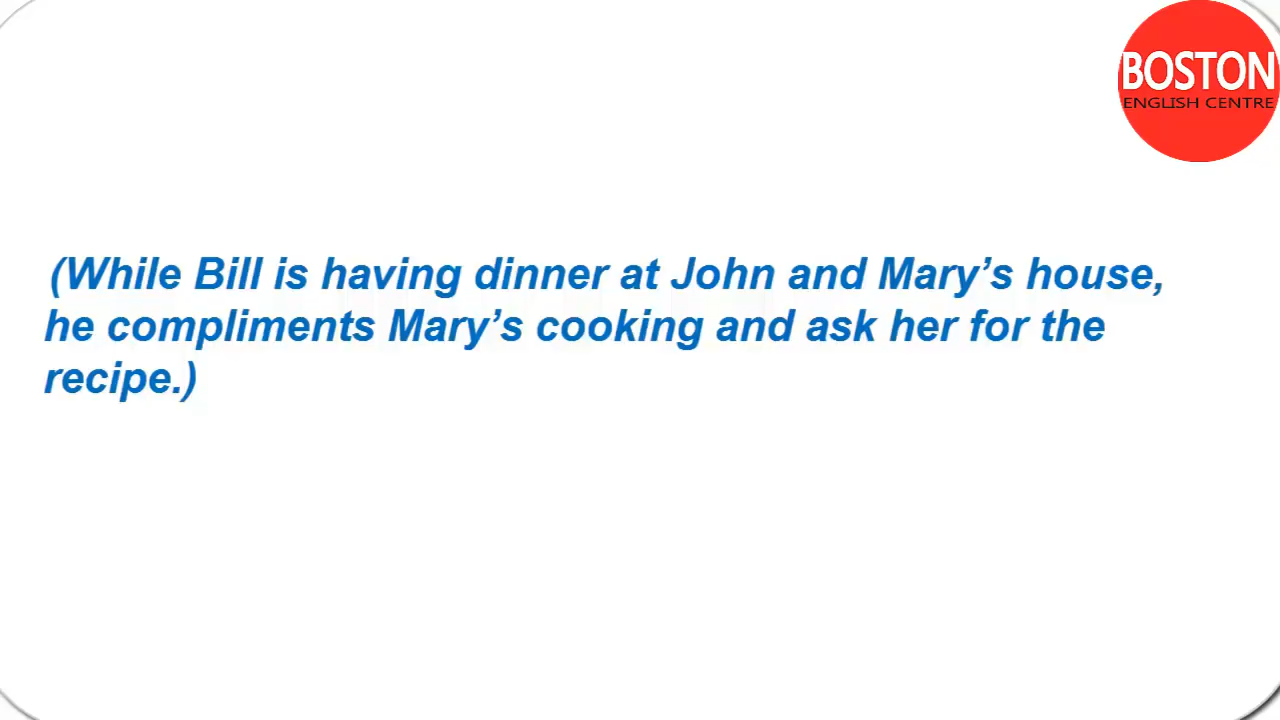 BOSTON
ENGLISH CENTRE
(While Bill is having dinner at John and Mary’s house,
he compliments Mary’s cooking and ask her for the
recipe.)